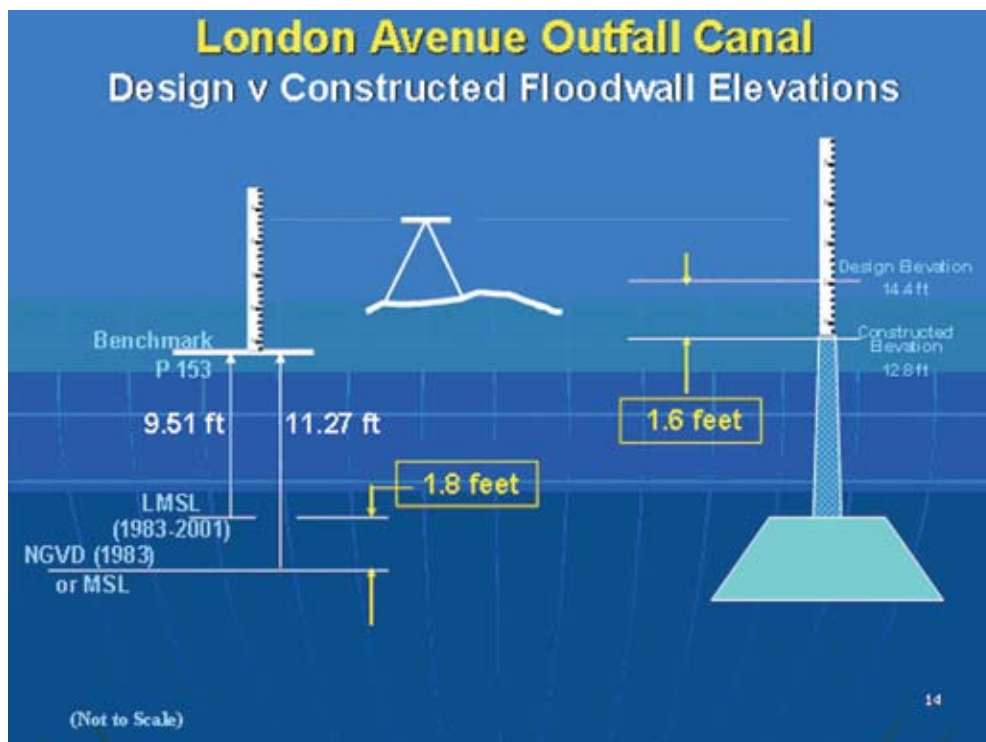 London Avenue Outfall Canal
Design v Constructed Floodwall Elevations
Design Elevation
14.4 ft
Benchmark
P 153
Constructed
Elevation
12.8 ft
9.51 ft
11.27 ft
1.6 feet
1.8 feet
LMSL
(1983-2001)
NGVD (1983)
or MSL
14
(Not to Scale)